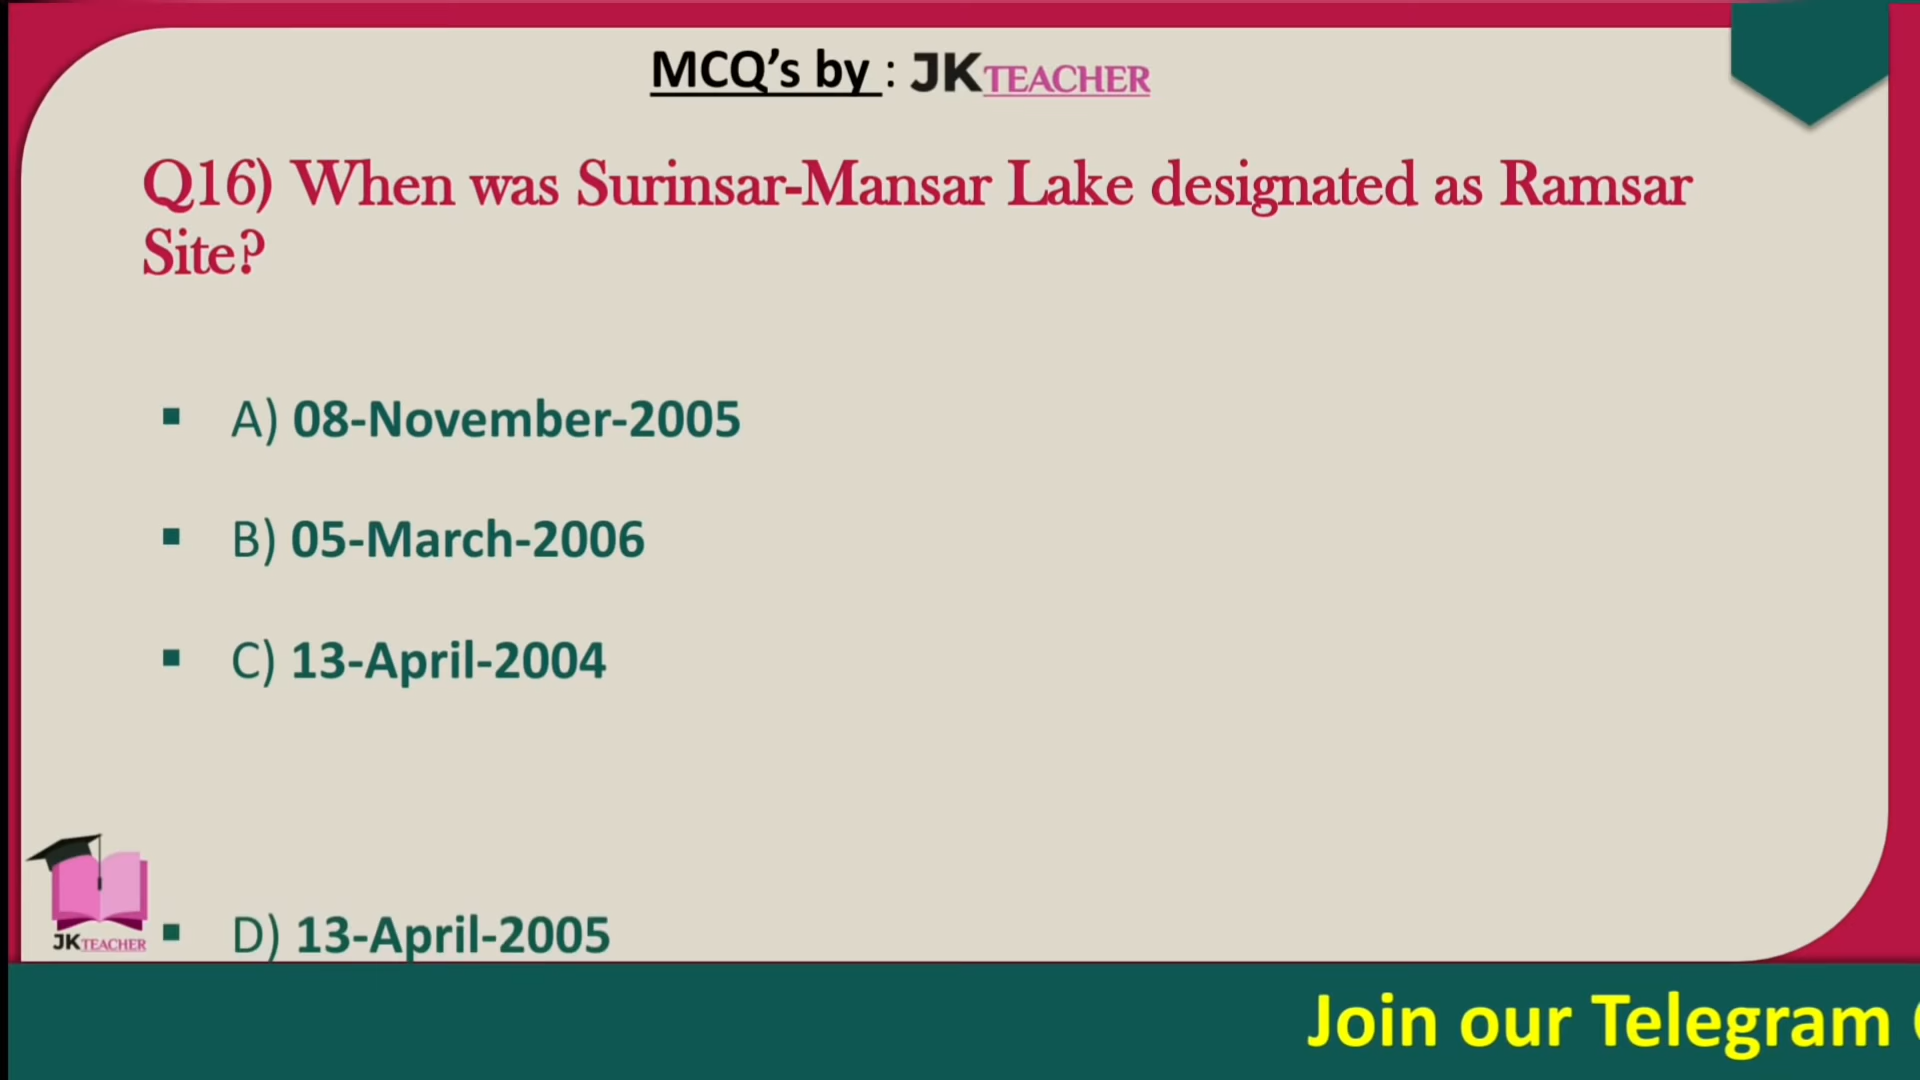 MCQ’s by : JKTEACHER
Q16) When was Surinsar-Mansar Lake designated as Ramsar
Site?
▪ A) 08-November-2005
▪ B) 05-March-2006
▪ C) 13-April-2004
▪ D) 13-April-2005
JKTEACHER
Join our Telegram